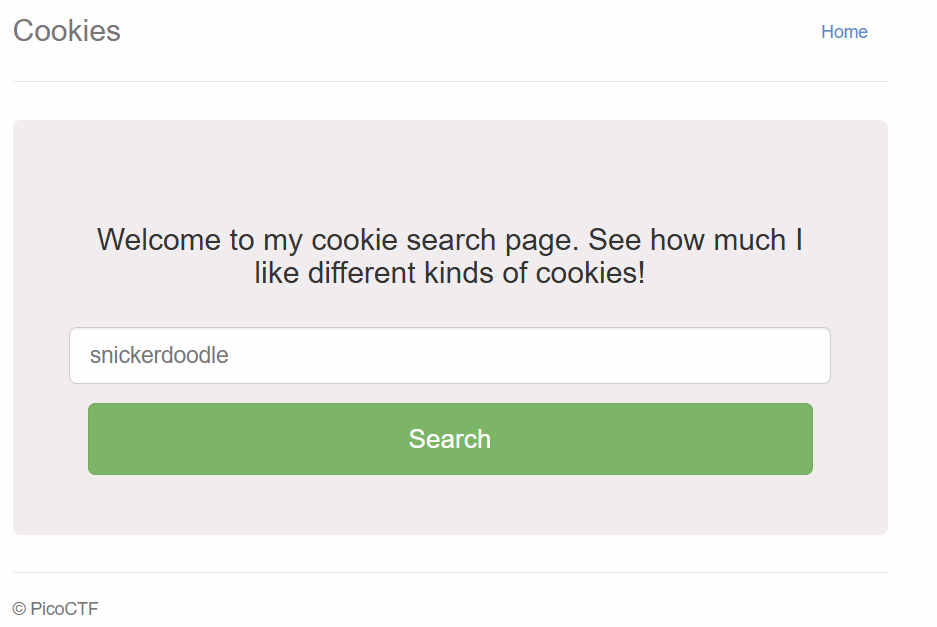 Cookies
Home
Welcome to my cookie search page. See how much I
like different kinds of cookies!
snickerdoodle
Search
© PicoCTF